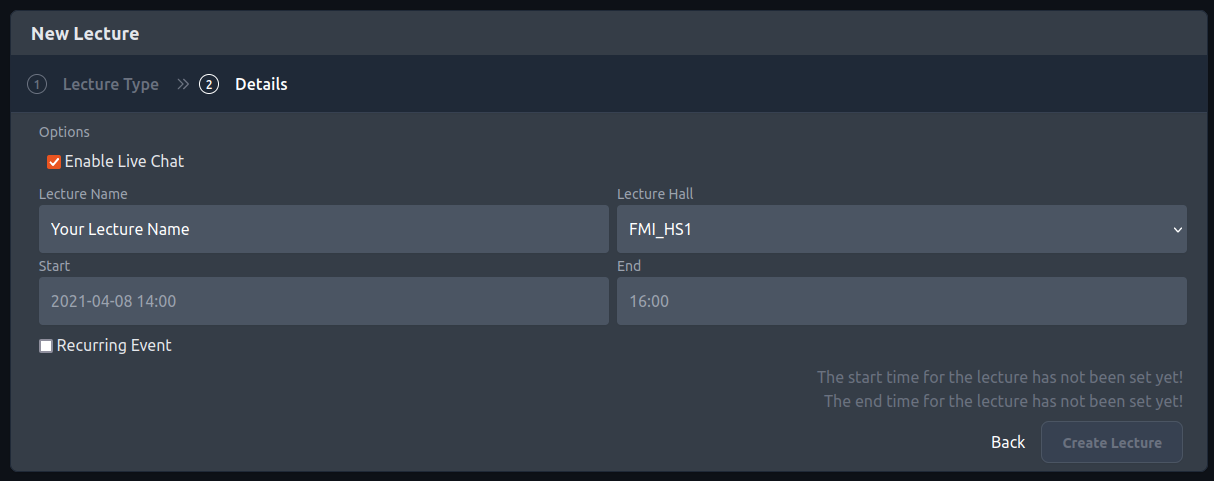 New Lecture
1 Lecture Type » 2 Details
Options
Enable Live Chat
Lecture Name
Lecture Hall
Your Lecture Name
FMI_HS1
Start
End
2021-04-08 14:00
16:00
Recurring Event
The start time for the lecture has not been set yet!
The end time for the lecture has not been set yet!
Back
Create Lecture